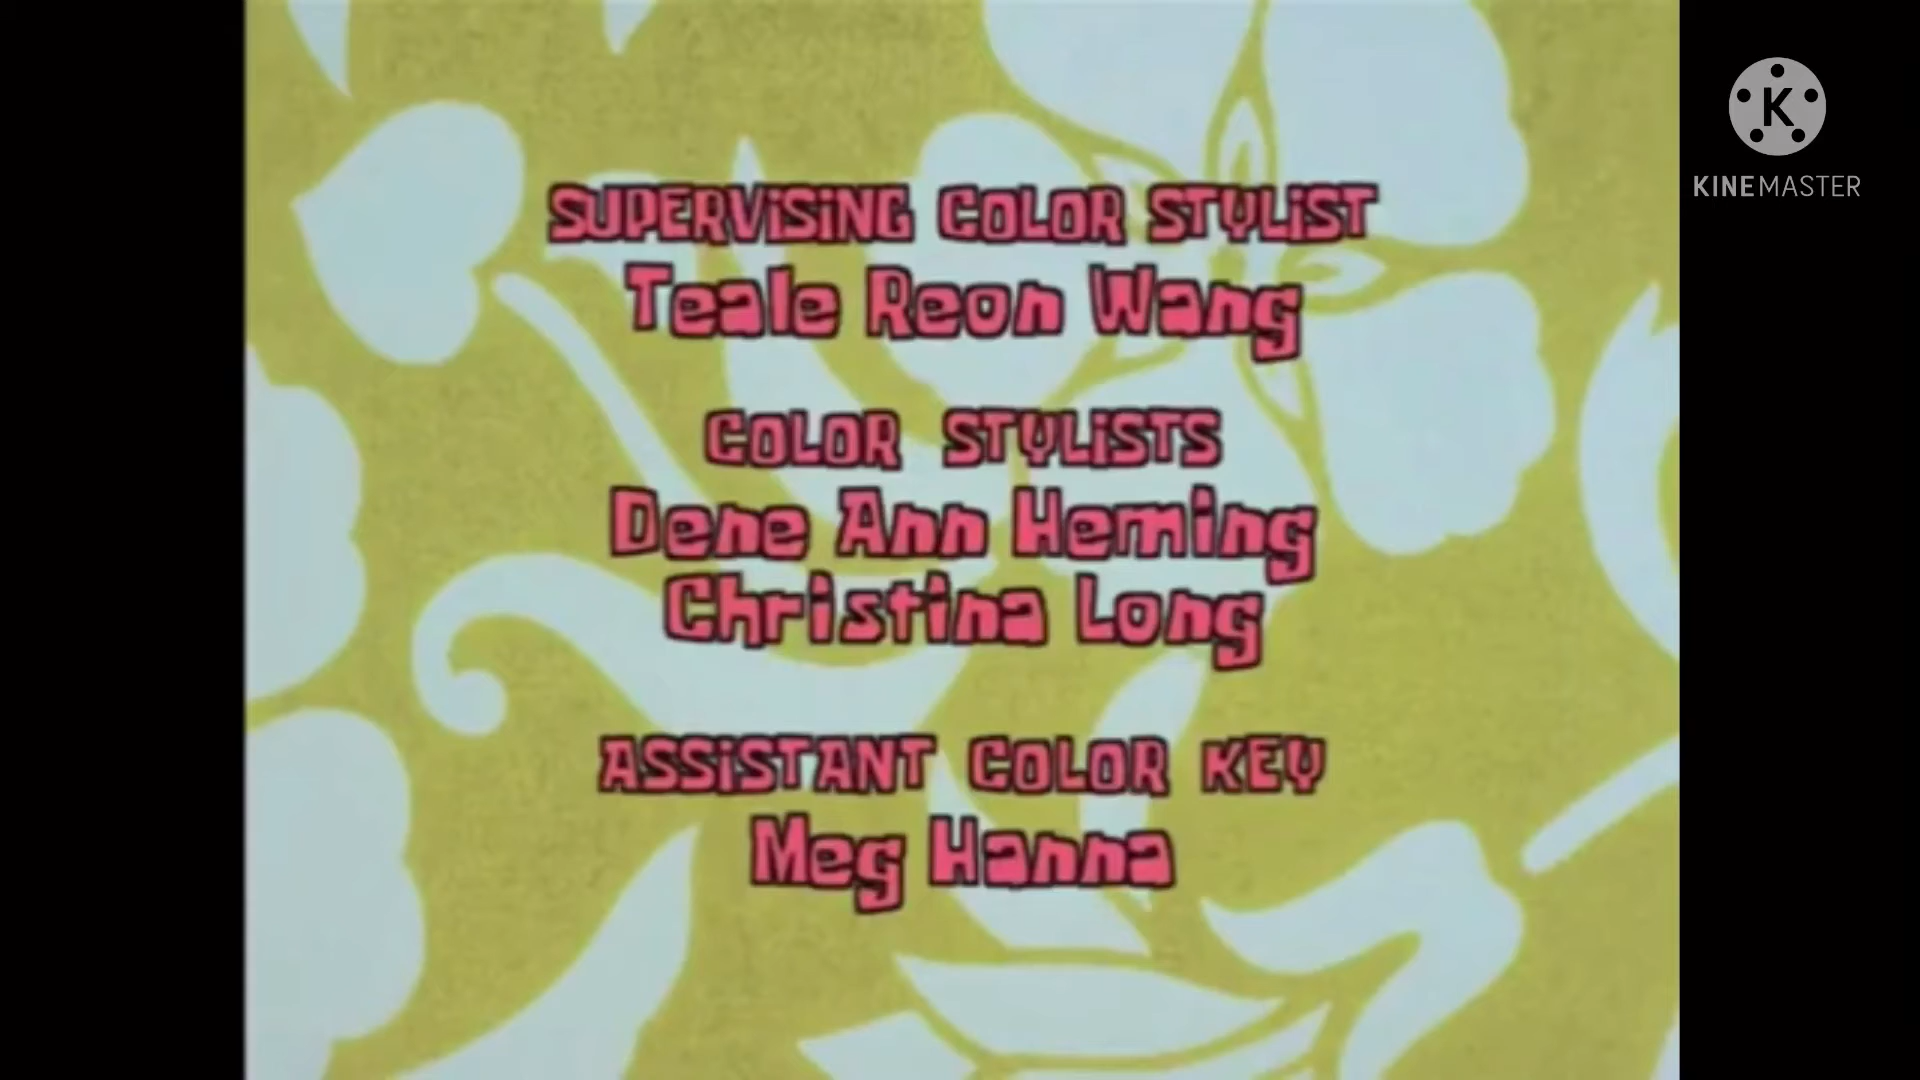 SUPERViSiNG COLOR STYLiST
Teale Reon Wang
COLOR STYLiSTS
Dene Ann Heming
Christina Long
ASSiSTANT COLOR KEY
Meg Hanna
K
KINEMASTER